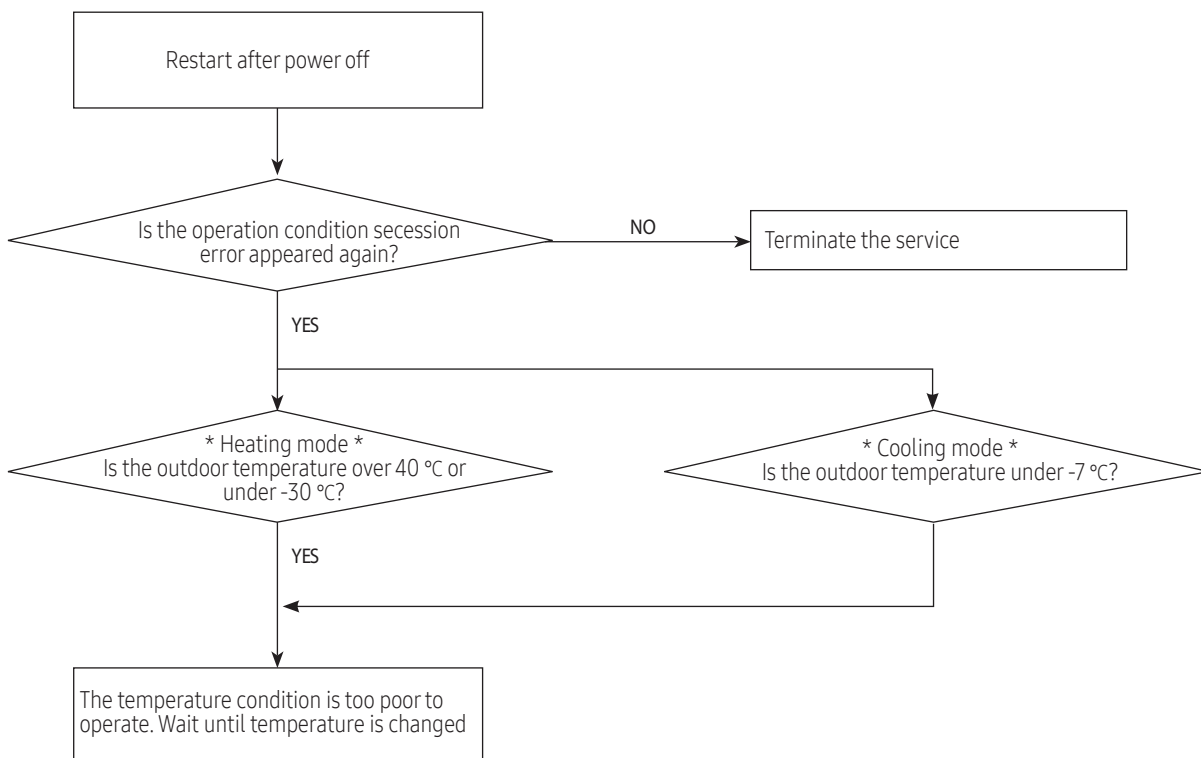 Restart after power off
Is the operation condition secession
error appeared again?
NO
Terminate the service
YES
* Heating mode *
Is the outdoor temperature over 40 °C or
under -30 °C?
* Cooling mode *
Is the outdoor temperature under -7 °C?
YES
The temperature condition is too poor to
operate. Wait until temperature is changed